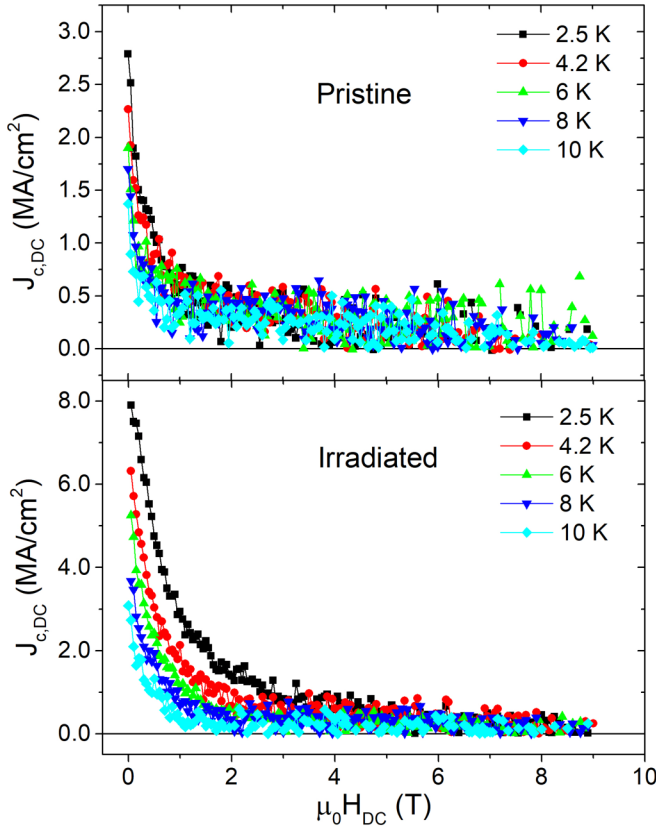 3.0
2.5
2.0
1.5
1.0
0.5
0.0
J_c,DC (MA/cm²)
Pristine
2.5 K
4.2 K
6 K
8 K
10 K
8.0
6.0
4.0
2.0
0.0
J_c,DC (MA/cm²)
Irradiated
2.5 K
4.2 K
6 K
8 K
10 K
0 2 4 6 8 10
μ₀H_DC (T)